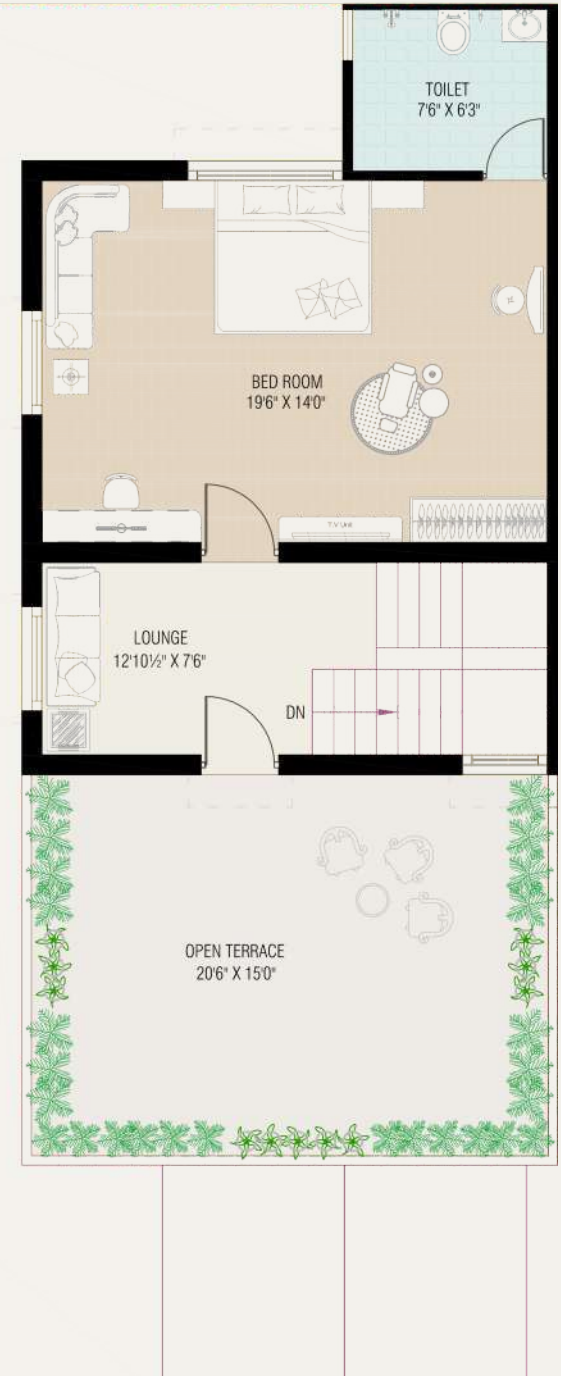 TOILET
7'6" X 6'3"
BED ROOM
19'6" X 14'0"
T.V Unit
LOUNGE
12'10½" X 7'6"
DN
OPEN TERRACE
20'6" X 15'0"